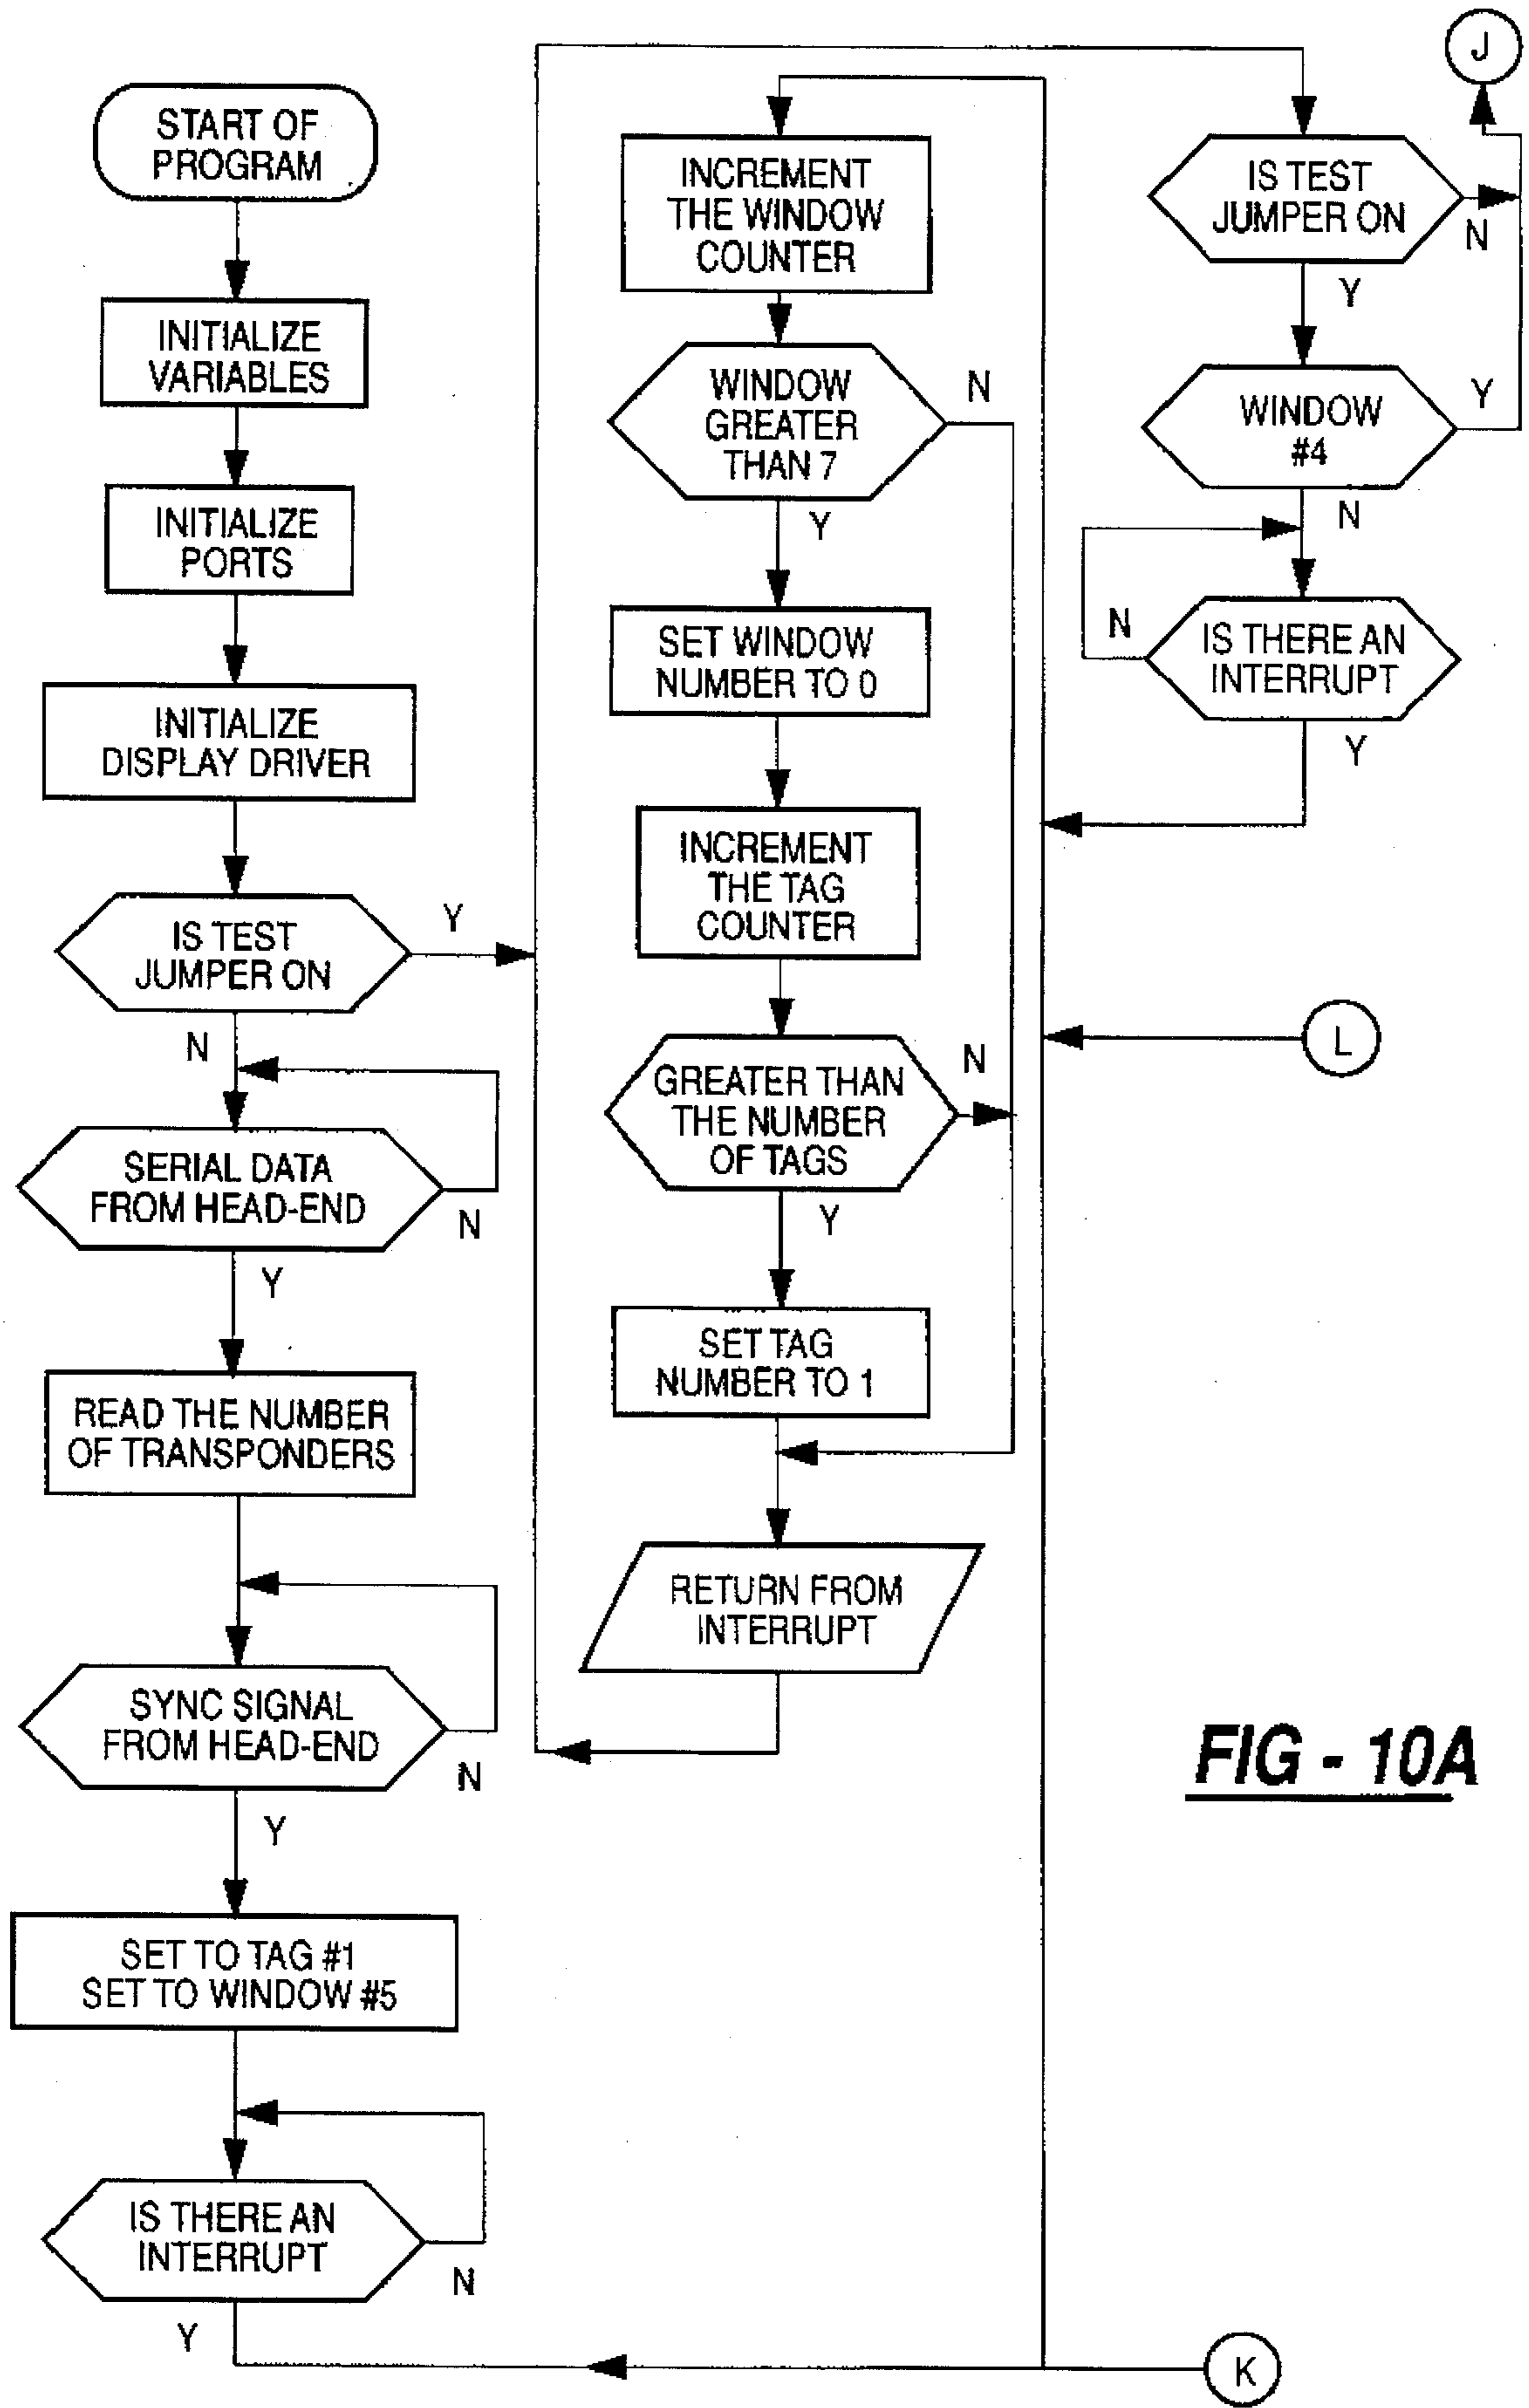 START OF
PROGRAM
INITIALIZE
VARIABLES
INITIALIZE
PORTS
INITIALIZE
DISPLAY DRIVER
IS TEST
JUMPER ON
Y
N
SERIAL DATA
FROM HEAD-END
N
Y
READ THE NUMBER
OF TRANSPONDERS
SYNC SIGNAL
FROM HEAD-END
N
Y
SET TO TAG #1
SET TO WINDOW #5
IS THERE AN
INTERRUPT
N
Y
INCREMENT
THE WINDOW
COUNTER
WINDOW
GREATER
THAN 7
N
Y
SET WINDOW
NUMBER TO 0
INCREMENT
THE TAG
COUNTER
GREATER THAN
THE NUMBER
OF TAGS
N
Y
SET TAG
NUMBER TO 1
RETURN FROM
INTERRUPT
J
IS TEST
JUMPER ON
N
Y
WINDOW
#4
Y
N
IS THERE AN
INTERRUPT
N
Y
L
FIG - 10A
K